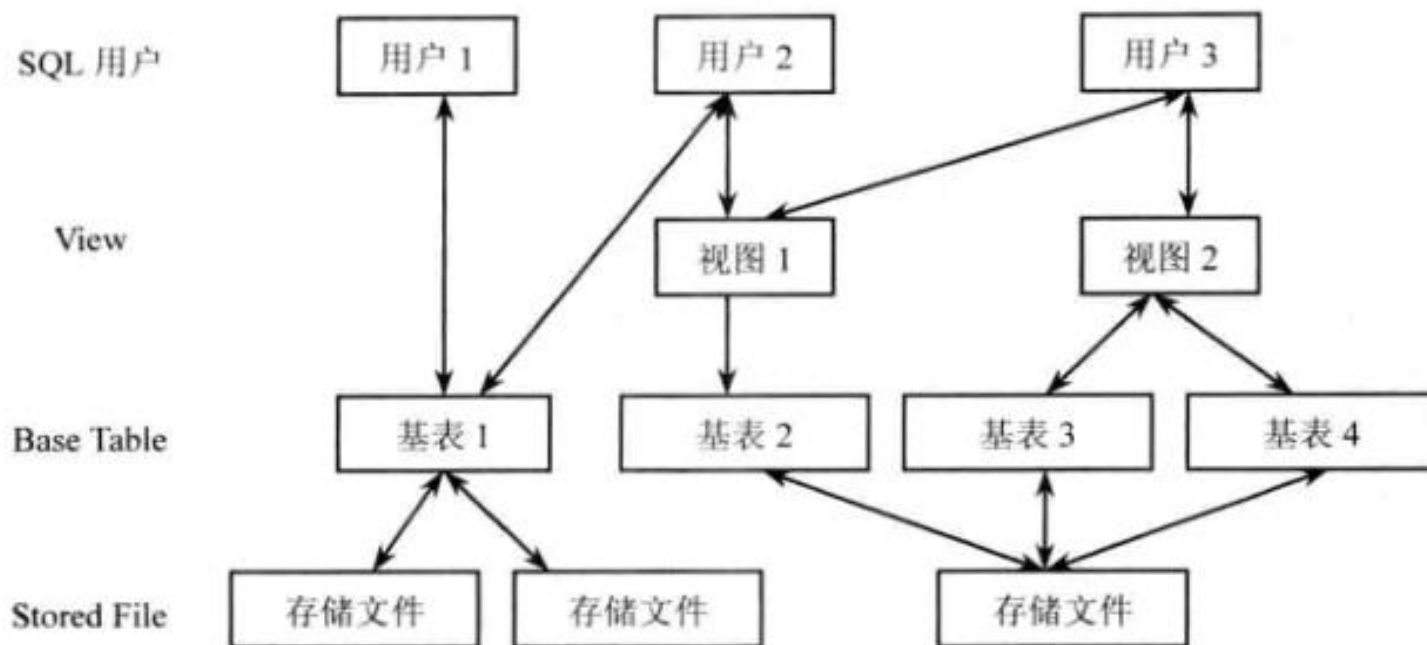 SQL 用户 用户 1 用户 2 用户 3
View 视图 1 视图 2
Base Table 基表 1 基表 2 基表 3 基表 4
Stored File 存储文件 存储文件 存储文件